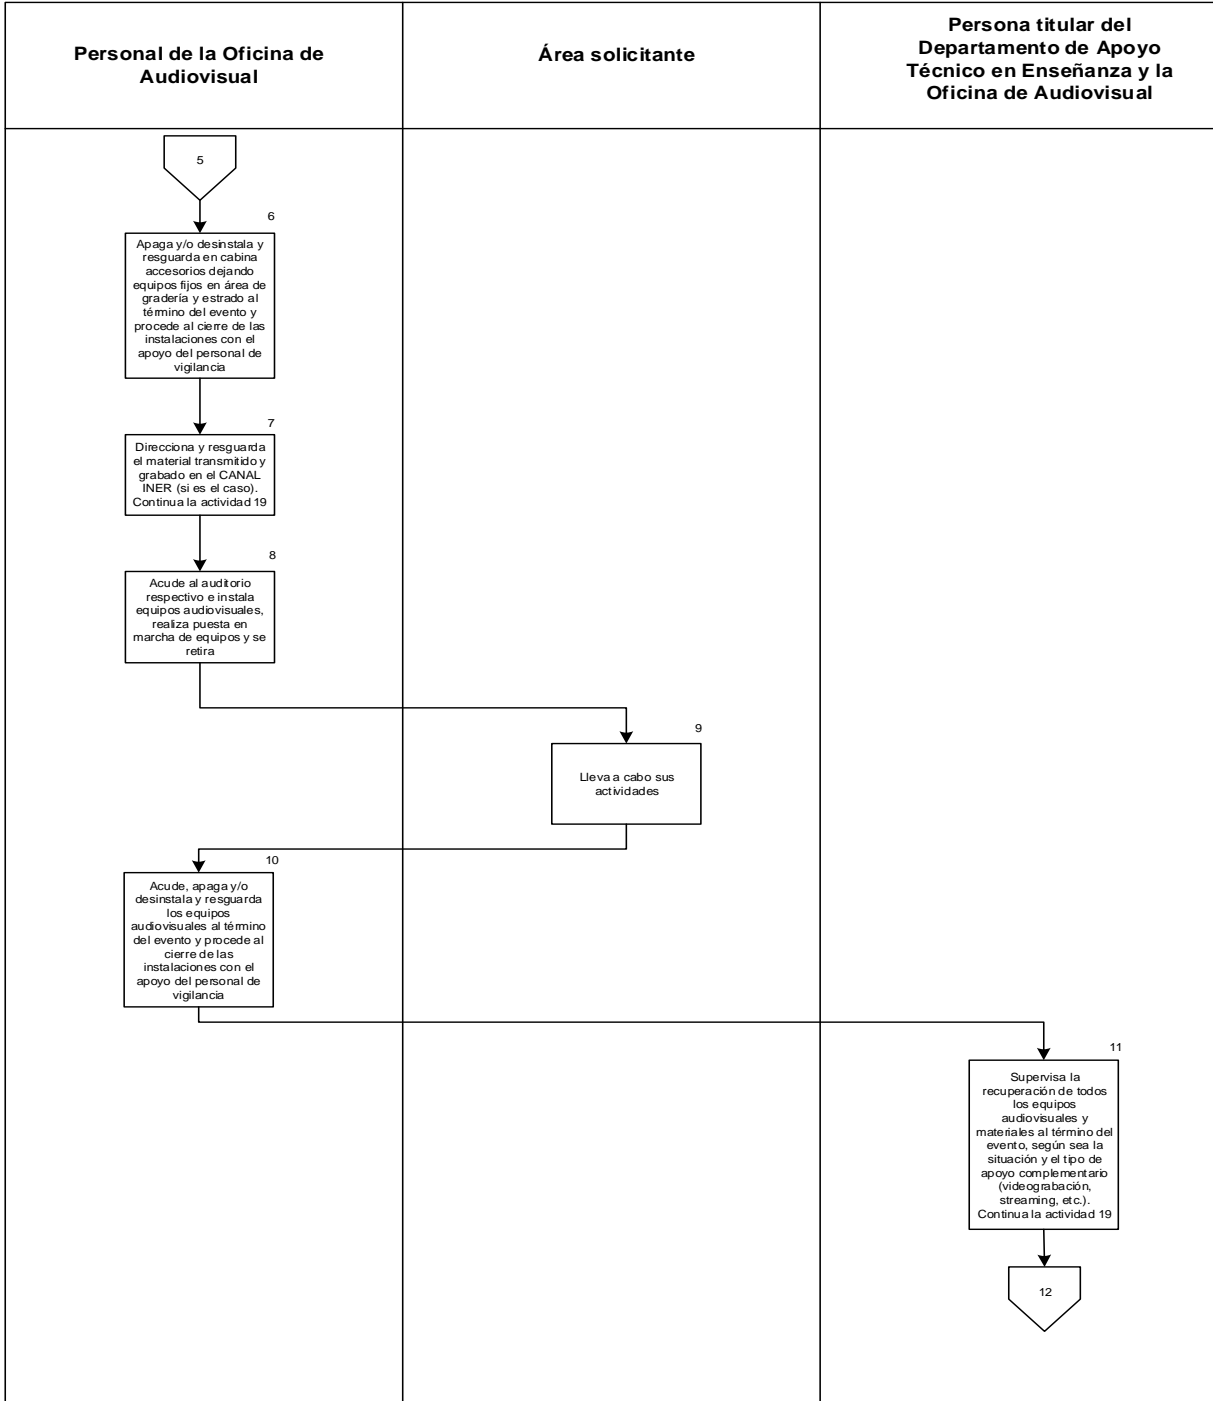 Personal de la Oficina de
Audiovisual
Área solicitante
Persona titular del
Departamento de Apoyo
Técnico en Enseñanza y la
Oficina de Audiovisual
5
6
Apaga y/o desinstala y
resguarda en cabina
accesorios dejando
equipos fijos en área de
gradería y estrado al
término del evento y
procede al cierre de las
instalaciones con el
apoyo del personal de
vigilancia
7
Direcciona y resguarda
el material transmitido y
grabado en el CANAL
INER (si es el caso).
Continua la actividad 19
8
Acude al auditorio
respectivo e instala
equipos audiovisuales,
realiza puesta en
marcha de equipos y se
retira
9
Lleva a cabo sus
actividades
10
Acude, apaga y/o
desinstala y resguarda
los equipos
audiovisuales al término
del evento y procede al
cierre de las
instalaciones con el
apoyo del personal de
vigilancia
11
Supervisa la
recuperación de todos
los equipos
audiovisuales y
materiales al término del
evento, según sea la
situación y el tipo de
apoyo complementario
(videograbación,
streaming, etc.).
Continua la actividad 19
12